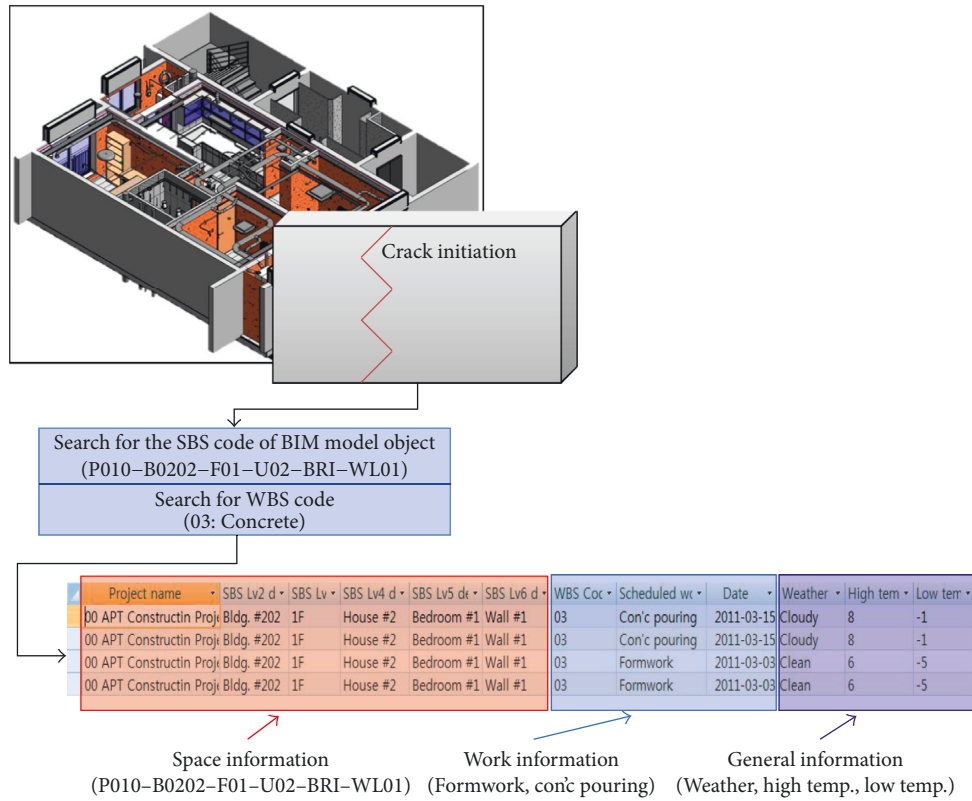 Crack initiation
Search for the SBS code of BIM model object
(P010–B0202–F01–U02–BRI–WL01)
Search for WBS code
(03: Concrete)
Project name SBS Lv2 d SBS Lv SBS Lv4 d SBS Lv5 de SBS Lv6 d WBS Coc Scheduled wc Date Weather High tem Low tem
00 APT Constructin Proje Bldg. #202 1F House #2 Bedroom #1 Wall #1 03 Con'c pouring 2011-03-15 Cloudy 8 -1
00 APT Constructin Proje Bldg. #202 1F House #2 Bedroom #1 Wall #1 03 Con'c pouring 2011-03-15 Cloudy 8 -1
00 APT Constructin Proje Bldg. #202 1F House #2 Bedroom #1 Wall #1 03 Formwork 2011-03-03 Clean 6 -5
00 APT Constructin Proje Bldg. #202 1F House #2 Bedroom #1 Wall #1 03 Formwork 2011-03-03 Clean 6 -5
Space information Work information General information
(P010–B0202–F01–U02–BRI–WL01) (Formwork, con'c pouring) (Weather, high temp., low temp.)